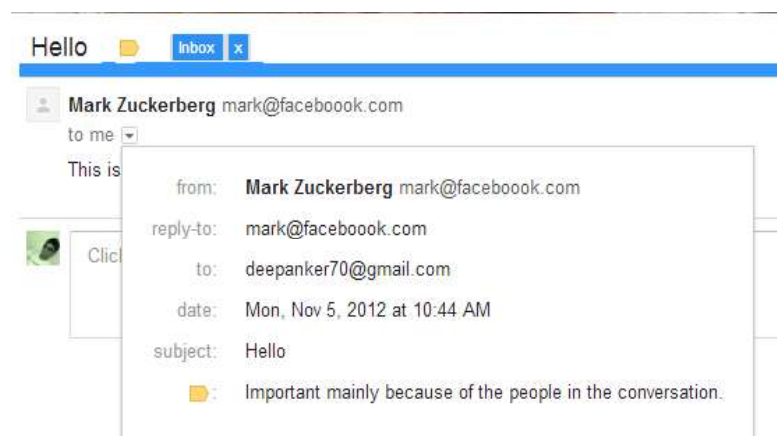 Hello Inbox x
Mark Zuckerberg mark@faceboook.com
to me
This is
from: Mark Zuckerberg mark@faceboook.com
reply-to: mark@faceboook.com
to: deepanker70@gmail.com
date: Mon, Nov 5, 2012 at 10:44 AM
subject: Hello
: Important mainly because of the people in the conversation.
Clic